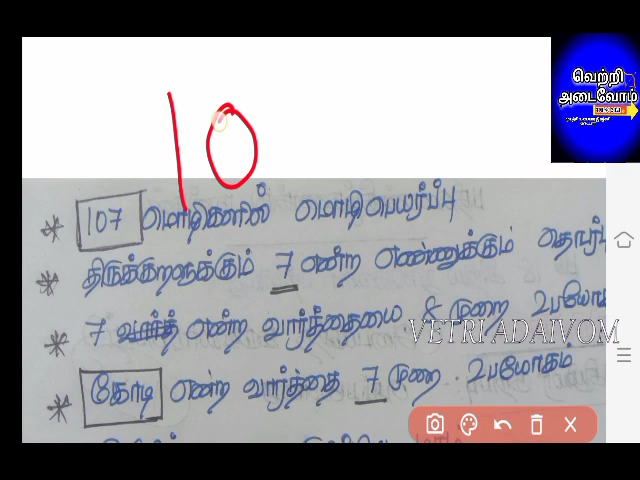 வெற்றி
அடைவோம்
10
* 107 மொழிகளில் மொழிபெயர்ப்பு
* திருக்குறளுக்கும் 7 என்ற எண்ணுக்கும் தொடர்பு
* 7 என்ற வார்த்தையை 8 முறை உபயோ
VETRI ADAIVOM
* கோடி என்ற வார்த்தை 7 முறை உபயோகம்